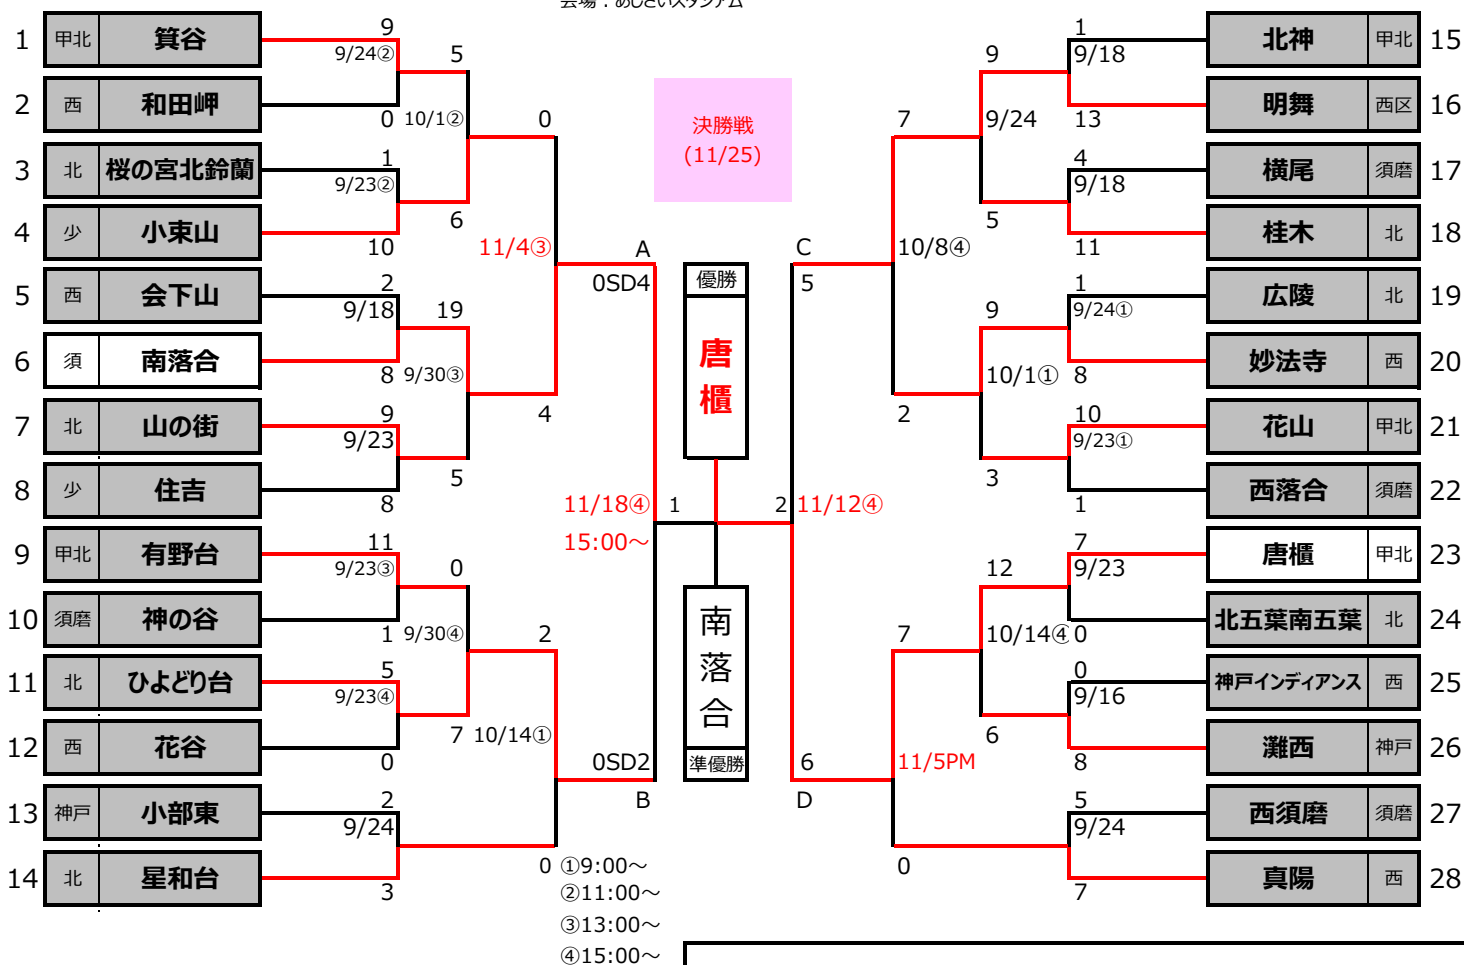 会場：あじさいスタジアム
1 甲北 箕谷
9
9/24②
2 西 和田岬
0
5
10/1②
3 北 桜の宮北鈴蘭
1
9/23②
4 少 小束山
10
6
0
11/4③
5 西 会下山
2
9/18
6 須 南落合
8
19
9/30③
7 北 山の街
9
9/23
8 少 住吉
8
5
4
A
0SD4
11/18④
15:00～
9 甲北 有野台
11
9/23③
10 須磨 神の谷
1
0
9/30④
11 北 ひよどり台
5
9/23④
12 西 花谷
0
7
2
10/14①
13 神戸 小部東
2
9/24
14 北 星和台
3
0
0SD2
B
決勝戦
(11/25)
優勝
唐櫃
1
2
南落合
準優勝
①9:00～
②11:00～
③13:00～
④15:00～
1
北神 甲北 15
9/18
13
明舞 西区 16
9
9/24
4
横尾 須磨 17
9/18
11
桂木 北 18
5
7
10/8④
1
広陵 北 19
9/24①
8
妙法寺 西 20
9
10/1①
10
花山 甲北 21
9/23①
1
西落合 須磨 22
3
2
C
5
11/12④
7
唐櫃 甲北 23
9/23
0
北五葉南五葉 北 24
12
10/14④
0
神戸インディアンス 西 25
9/16
8
灘西 神戸 26
6
7
11/5PM
5
西須磨 須磨 27
9/24
7
真陽 西 28
0
6
D